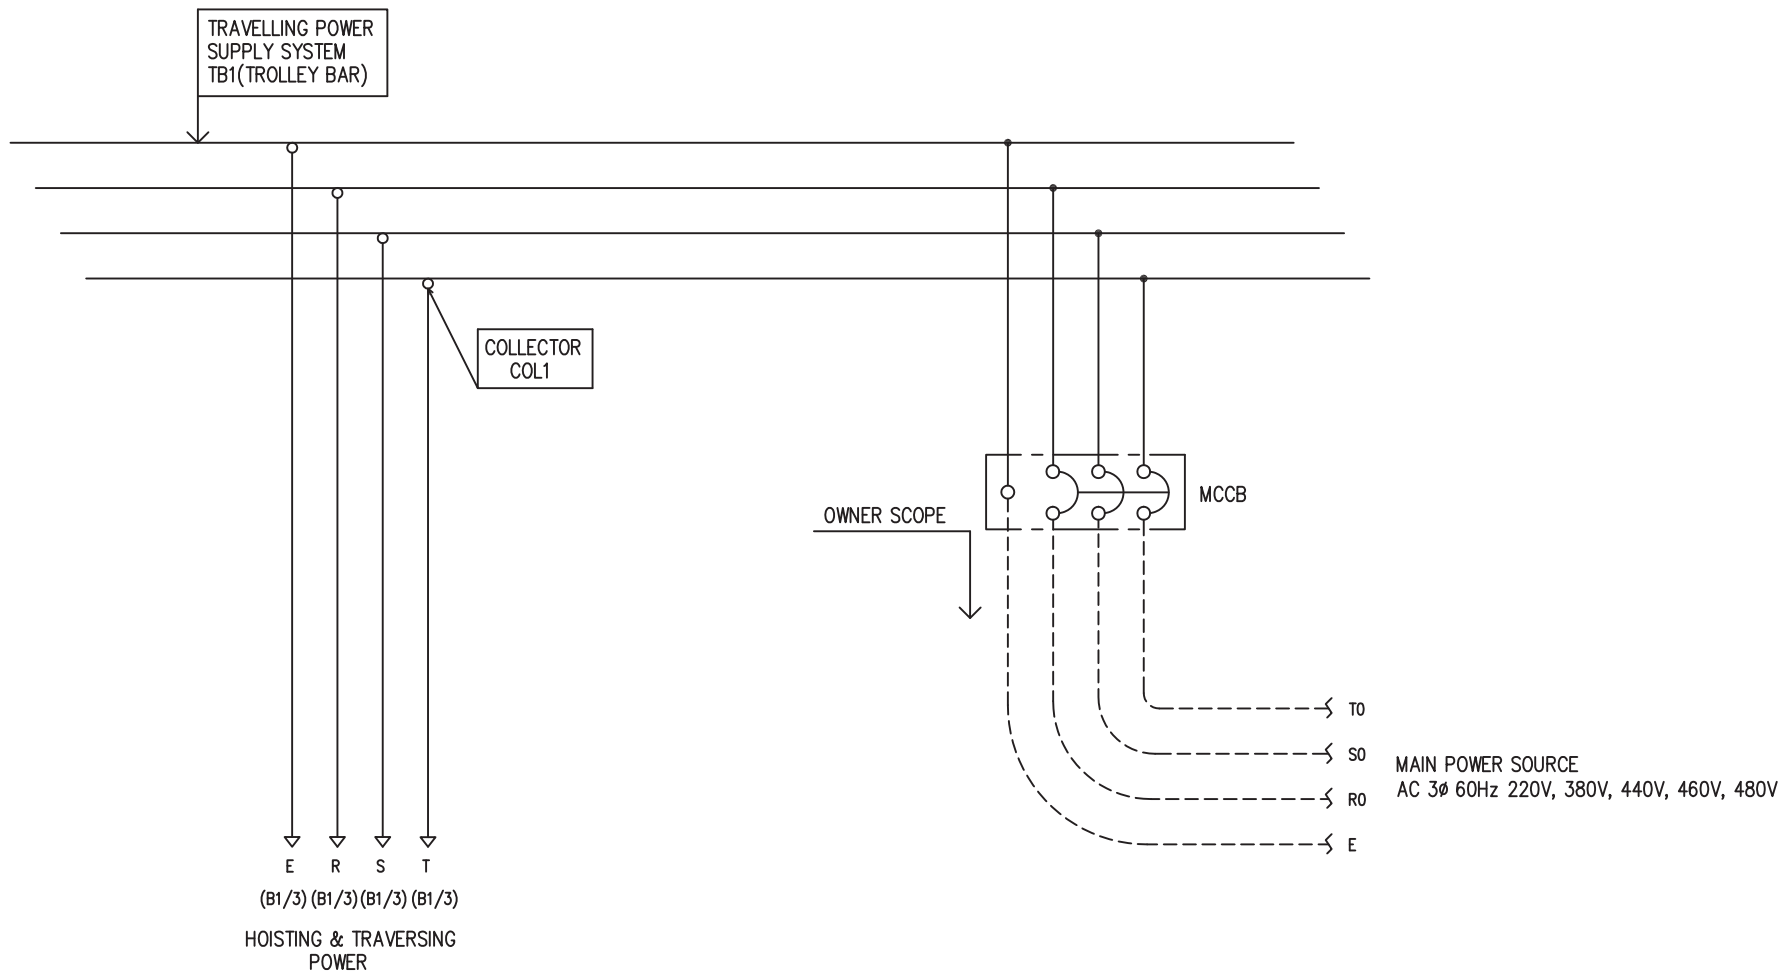 TRAVELLING POWER
SUPPLY SYSTEM
TB1(TROLLEY BAR)
COLLECTOR
COL1
MCCB
OWNER SCOPE
T0
S0
R0
E
MAIN POWER SOURCE
AC 3ø 60Hz 220V, 380V, 440V, 460V, 480V
E R S T
(B1/3) (B1/3) (B1/3) (B1/3)
HOISTING & TRAVERSING
POWER